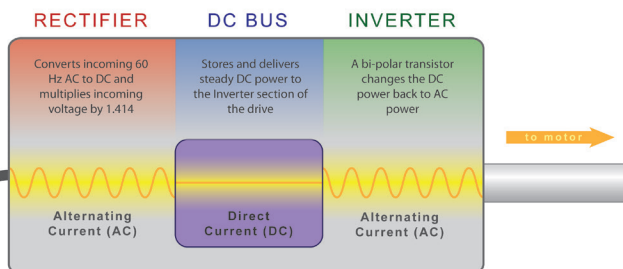 RECTIFIER
DC BUS
INVERTER
Converts incoming 60
Hz AC to DC and
multiplies incoming
voltage by 1.414
Stores and delivers
steady DC power to
the Inverter section of
the drive
A bi-polar transistor
changes the DC
power back to AC
power
to motor
Alternating
Current (AC)
Direct
Current (DC)
Alternating
Current (AC)